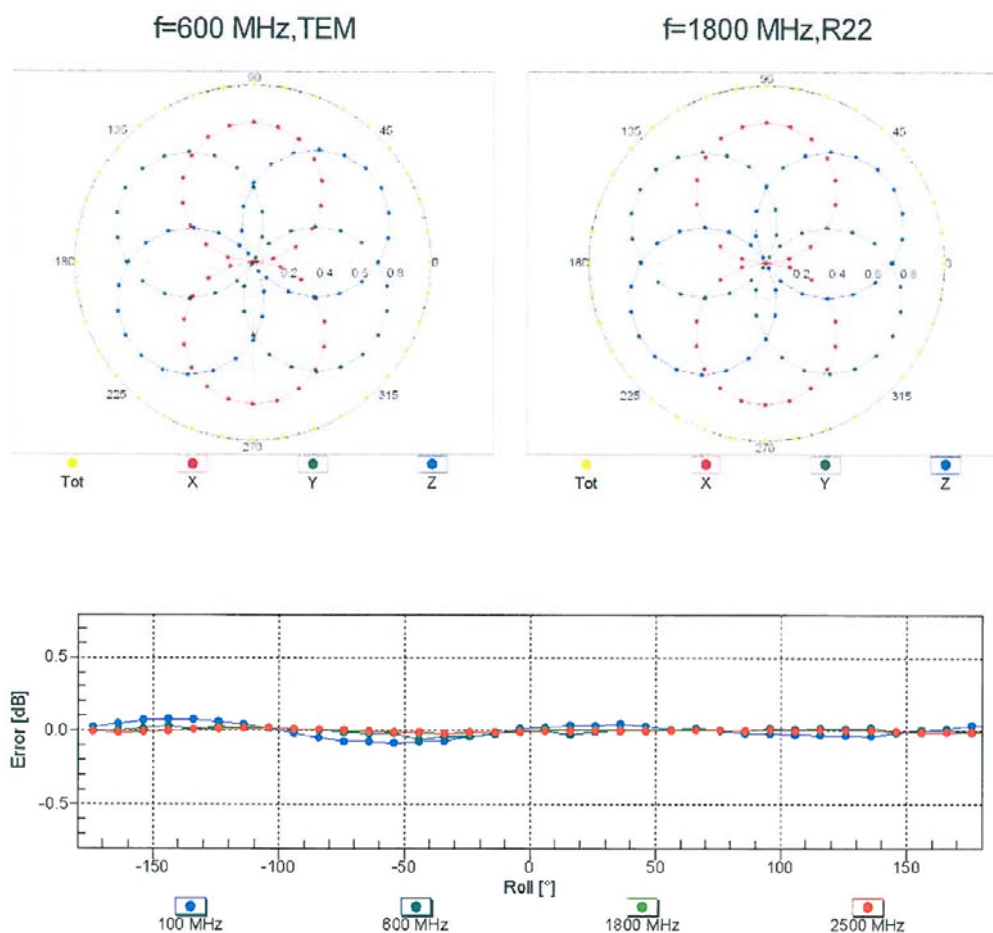 f=600 MHz,TEM
f=1800 MHz,R22
90
135
45
180
0.2
0.4
0.6
0.8
0
225
315
270
Tot
X
Y
Z
90
135
45
180
0.2
0.4
0.6
0.8
0
225
315
270
Tot
X
Y
Z
Error [dB]
0.5
0.0
-0.5
-150
-100
-50
0
50
100
150
Roll [°]
100 MHz
600 MHz
1800 MHz
2500 MHz